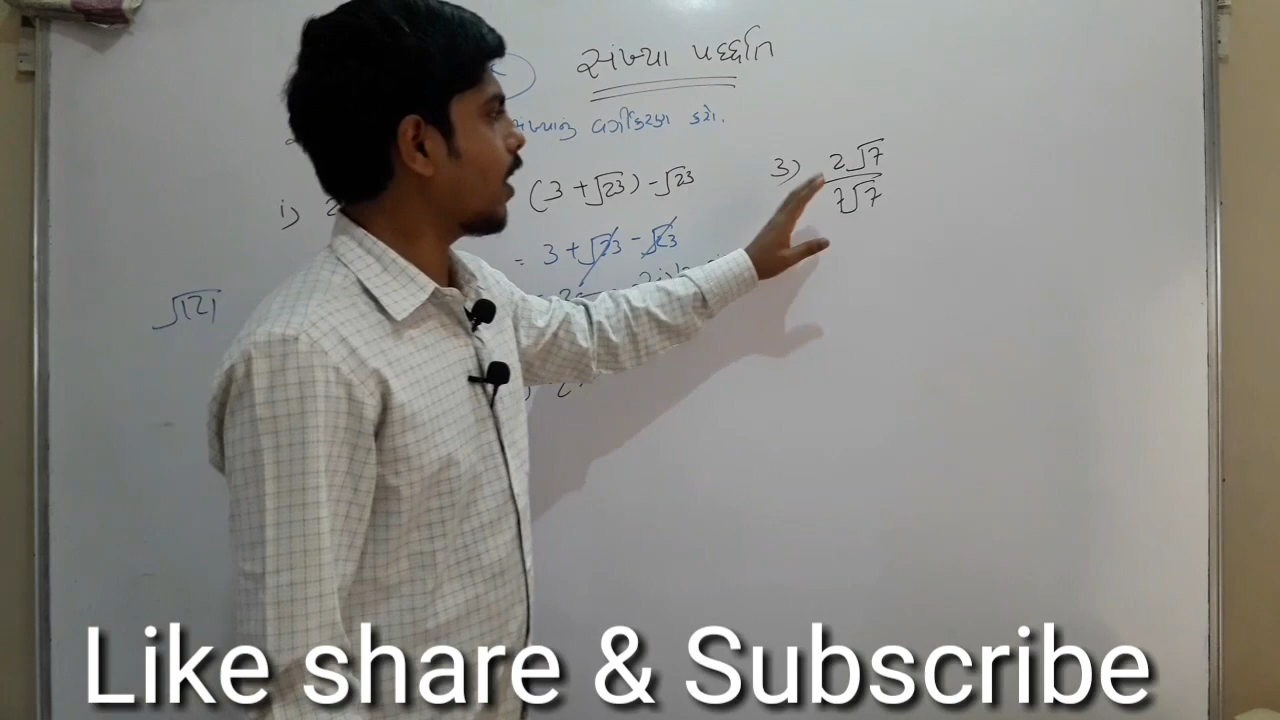 સંખ્યા પદ્ધતિ
સંખ્યાનું વર્ગીકરણ કરો.
i) 2
(3 + √23) - √23
= 3 + √23 - √23
3) 2√7 / 7√7
√121
Like share & Subscribe